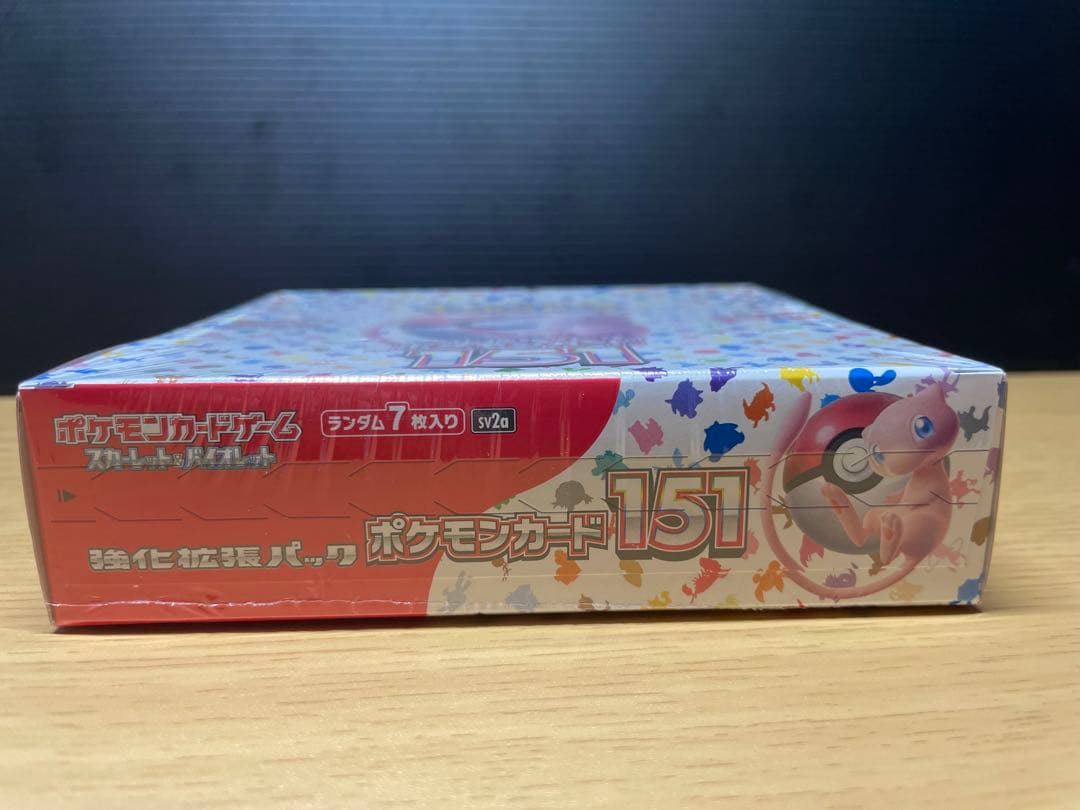 151
ポケモンカードゲーム
スカーレット&バイオレット
ランダム7枚入り
sv2a
強化拡張パック
ポケモンカード151